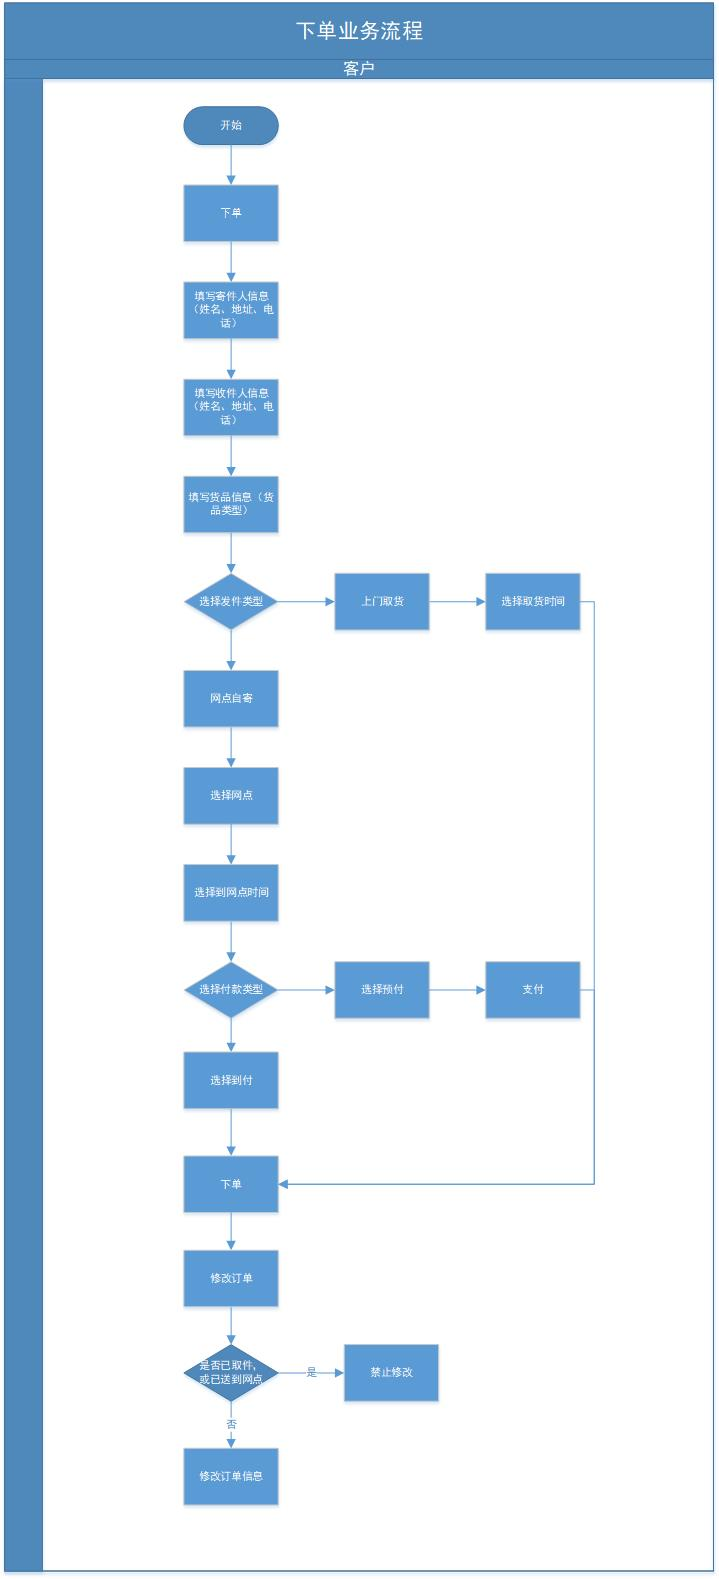 下单业务流程
客户
开始
下单
填写寄件人信息
（姓名、地址、电
话）
填写收件人信息
（姓名、地址、电
话）
填写货品信息（货
品类型）
选择发件类型
上门取货
选择取货时间
网点自寄
选择网点
选择到网点时间
选择付款类型
选择预付
支付
选择到付
下单
修改订单
是否已取件，
或已送到网点
是
禁止修改
否
修改订单信息